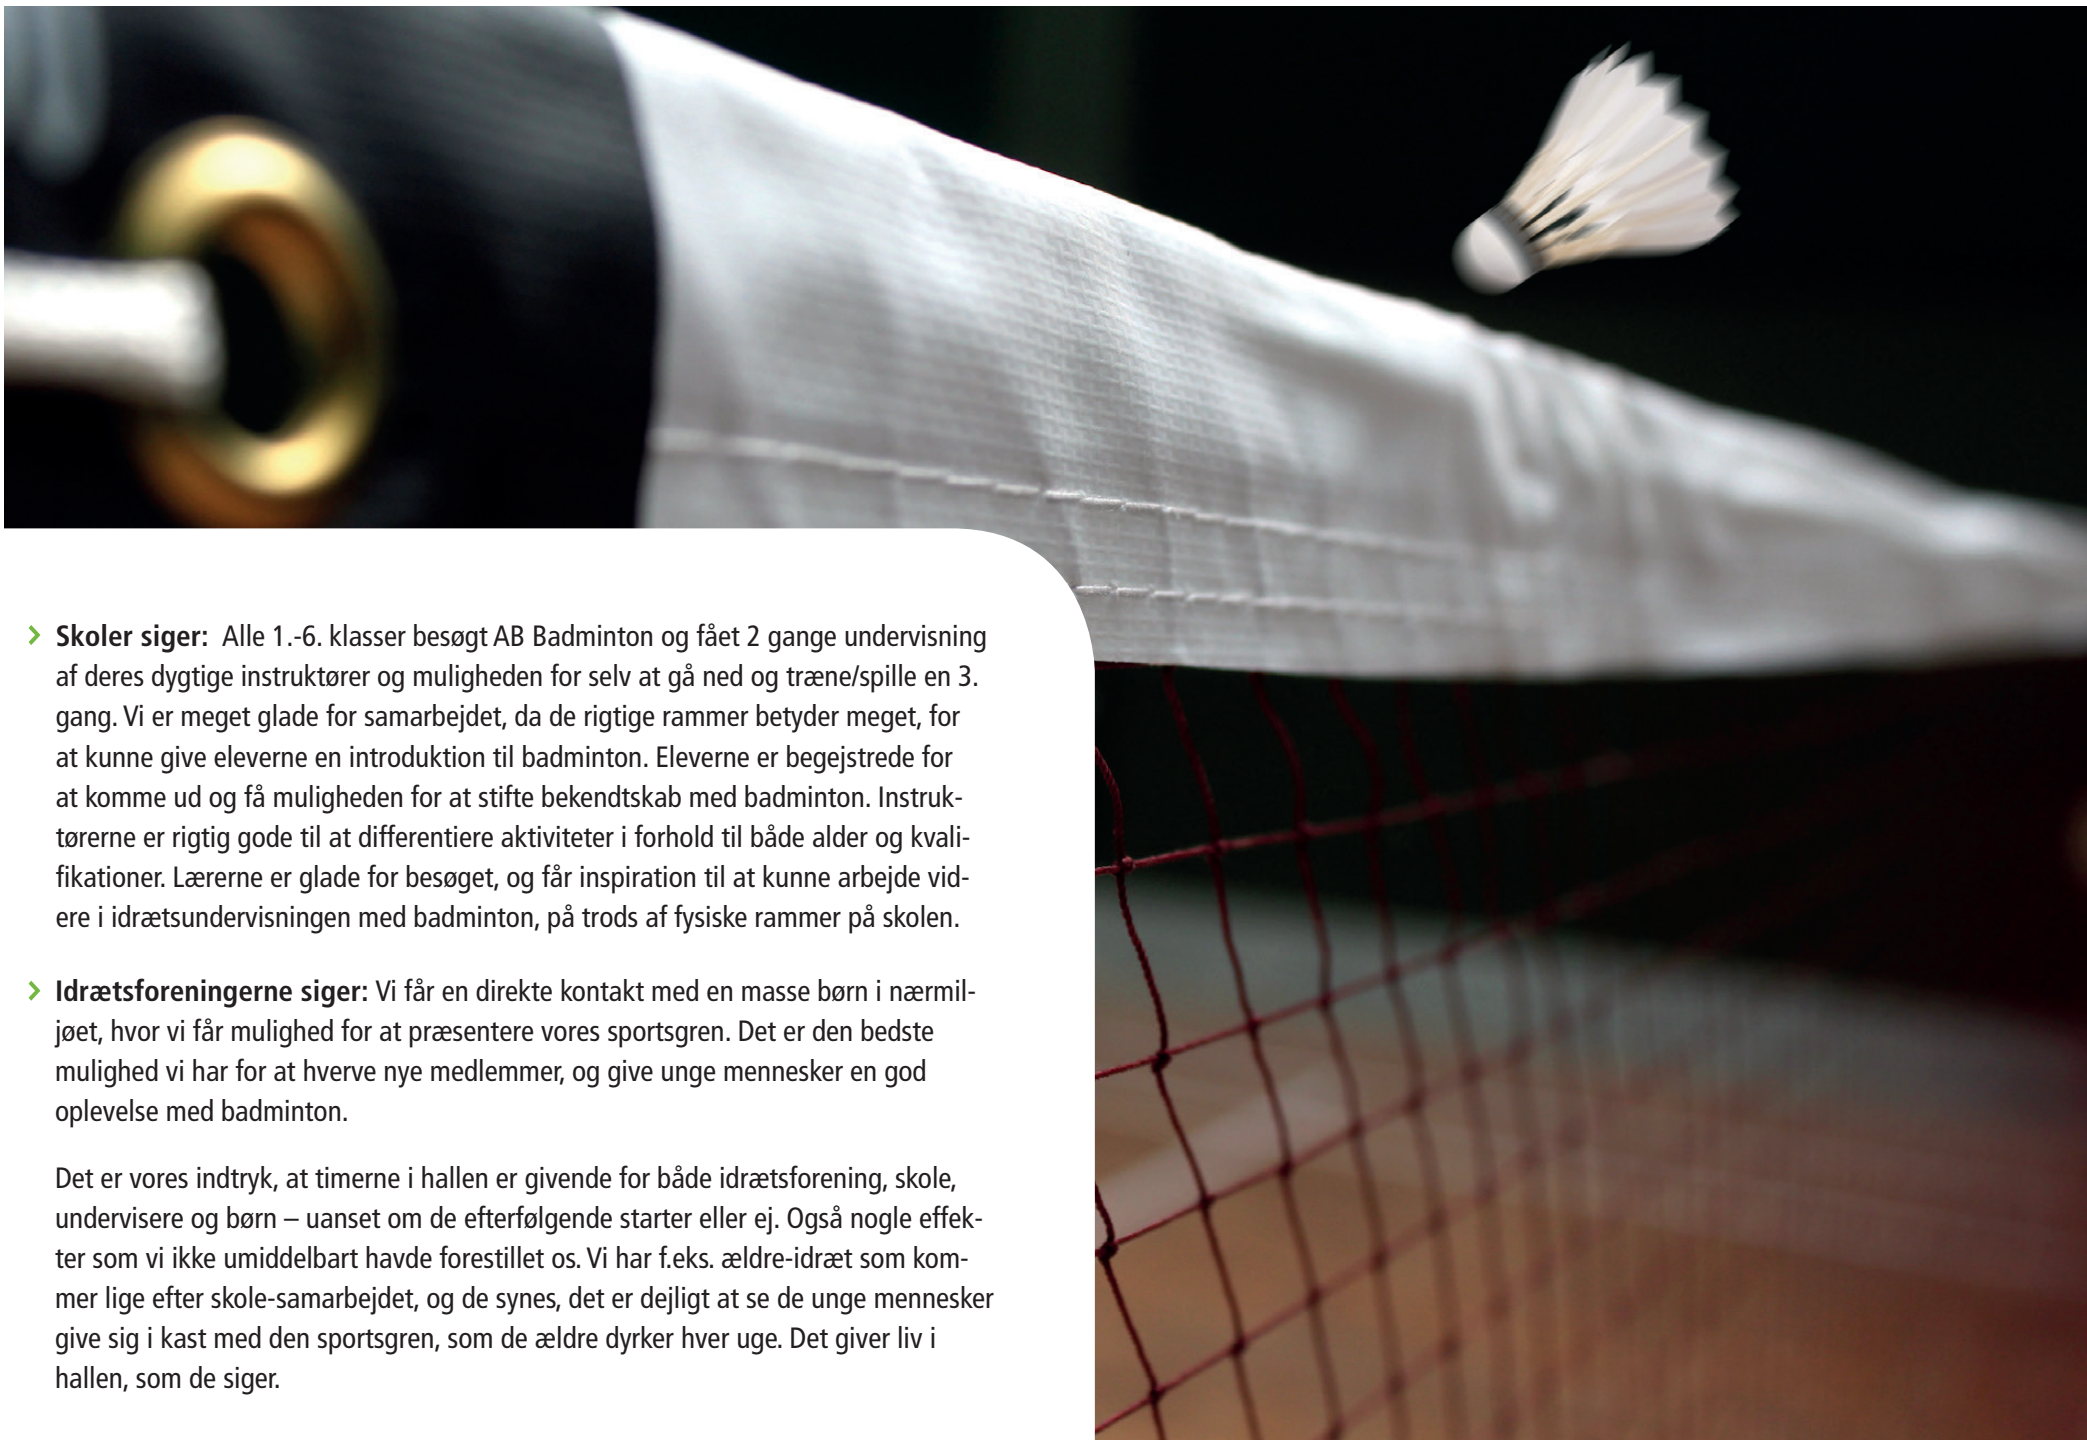 Skoler siger: Alle 1.-6. klasser besøgt AB Badminton og fået 2 gange undervisning
af deres dygtige instruktører og muligheden for selv at gå ned og træne/spille en 3.
gang. Vi er meget glade for samarbejdet, da de rigtige rammer betyder meget, for
at kunne give eleverne en introduktion til badminton. Eleverne er begejstrede for
at komme ud og få muligheden for at stifte bekendtskab med badminton. Instruk-
tørerne er rigtig gode til at differentiere aktiviteter i forhold til både alder og kvali-
fikationer. Lærerne er glade for besøget, og får inspiration til at kunne arbejde vid-
ere i idrætsundervisningen med badminton, på trods af fysiske rammer på skolen.
Idrætsforeningerne siger: Vi får en direkte kontakt med en masse børn i nærmil-
jøet, hvor vi får mulighed for at præsentere vores sportsgren. Det er den bedste
mulighed vi har for at hverve nye medlemmer, og give unge mennesker en god
oplevelse med badminton.
Det er vores indtryk, at timerne i hallen er givende for både idrætsforening, skole,
undervisere og børn – uanset om de efterfølgende starter eller ej. Også nogle effek-
ter som vi ikke umiddelbart havde forestillet os. Vi har f.eks. ældre-idræt som kom-
mer lige efter skole-samarbejdet, og de synes, det er dejligt at se de unge mennesker
give sig i kast med den sportsgren, som de ældre dyrker hver uge. Det giver liv i
hallen, som de siger.